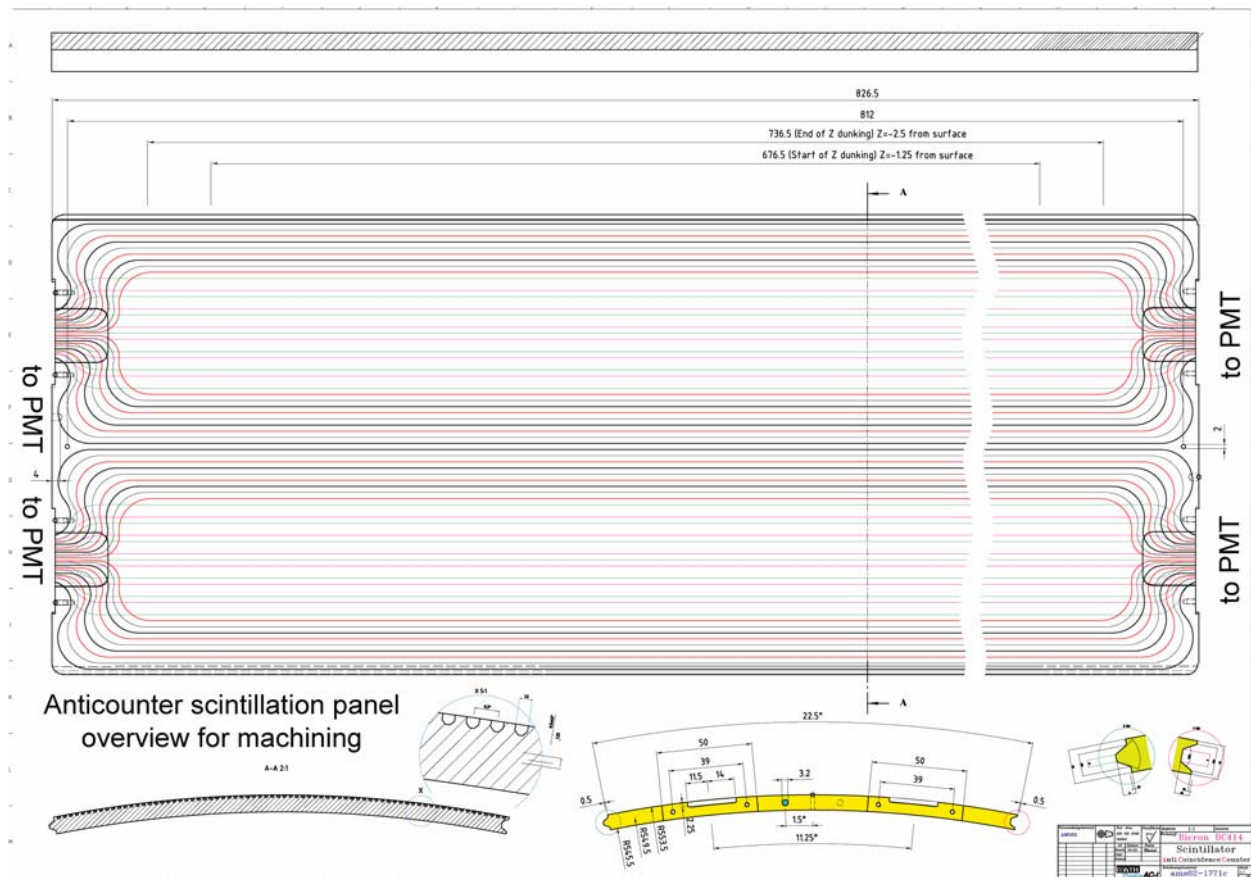 826.5
812
736.5 (End of Z dunking) Z=-2.5 from surface
676.5 (Start of Z dunking) Z=-1.25 from surface
A
to PMT
to PMT
2
4
to PMT
to PMT
A
Anticounter scintillation panel
overview for machining
X 5:1
22.5°
A-A 2:1
X
50
50
39
39
11.5
14
3.2
0.5
0.5
2.25
1.5°
R545.5
R549.5
R553.5
11.25°
Bicron BC414
Scintillator
Anti Coincidence Counter
RWTH
ams02-1771c